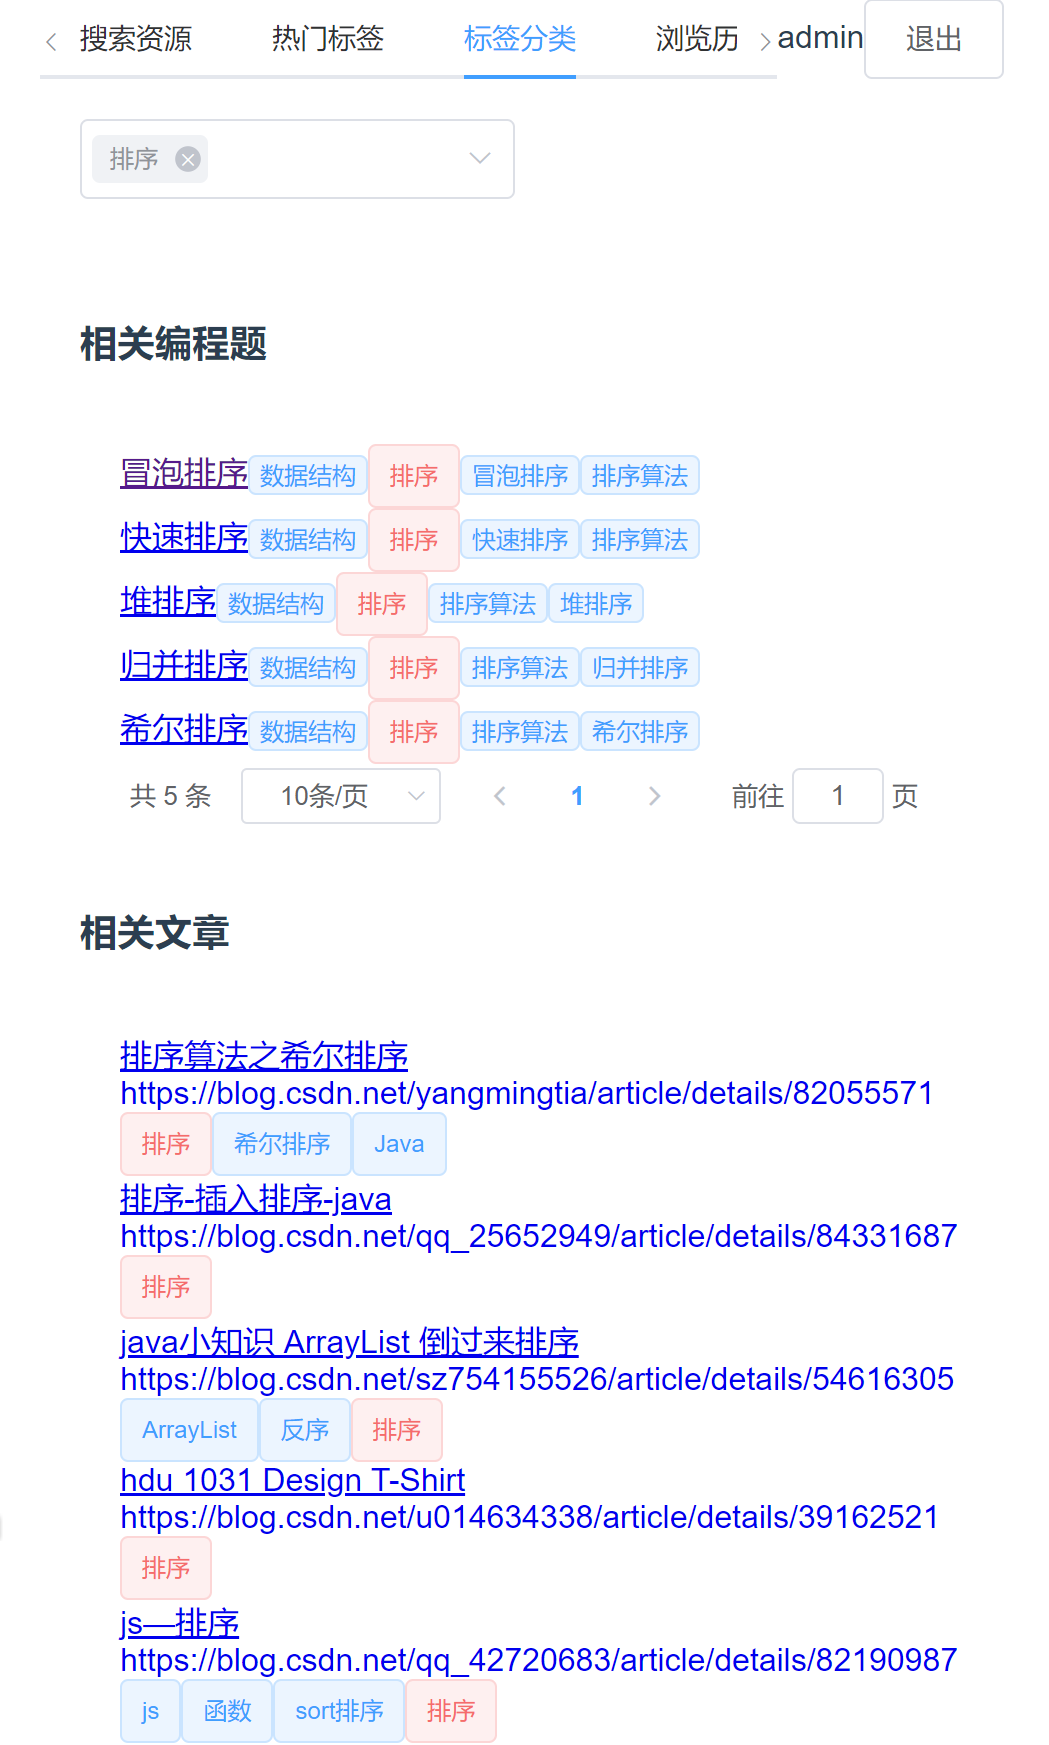 搜索资源 热门标签 标签分类 浏览历 admin 退出
排序
相关编程题
冒泡排序 数据结构 排序 冒泡排序 排序算法
快速排序 数据结构 排序 快速排序 排序算法
堆排序 数据结构 排序 排序算法 堆排序
归并排序 数据结构 排序 排序算法 归并排序
希尔排序 数据结构 排序 排序算法 希尔排序
共 5 条 10条/页 1 前往 1 页
相关文章
排序算法之希尔排序
https://blog.csdn.net/yangmingtia/article/details/82055571
排序 希尔排序 Java
排序-插入排序-java
https://blog.csdn.net/qq_25652949/article/details/84331687
排序
java小知识 ArrayList 倒过来排序
https://blog.csdn.net/sz754155526/article/details/54616305
ArrayList 反序 排序
hdu 1031 Design T-Shirt
https://blog.csdn.net/u014634338/article/details/39162521
排序
js—排序
https://blog.csdn.net/qq_42720683/article/details/82190987
js 函数 sort排序 排序